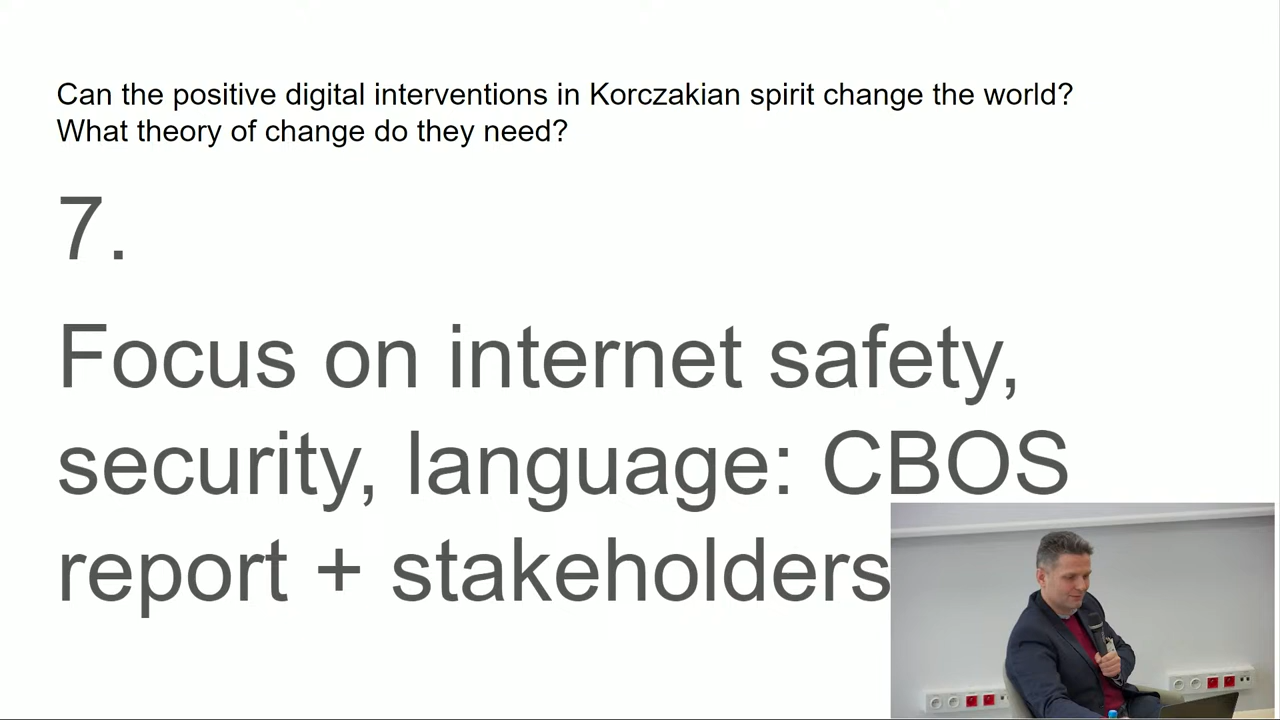 Can the positive digital interventions in Korczakian spirit change the world?
What theory of change do they need?
7.
Focus on internet safety,
security, language: CBOS
report + stakeholders